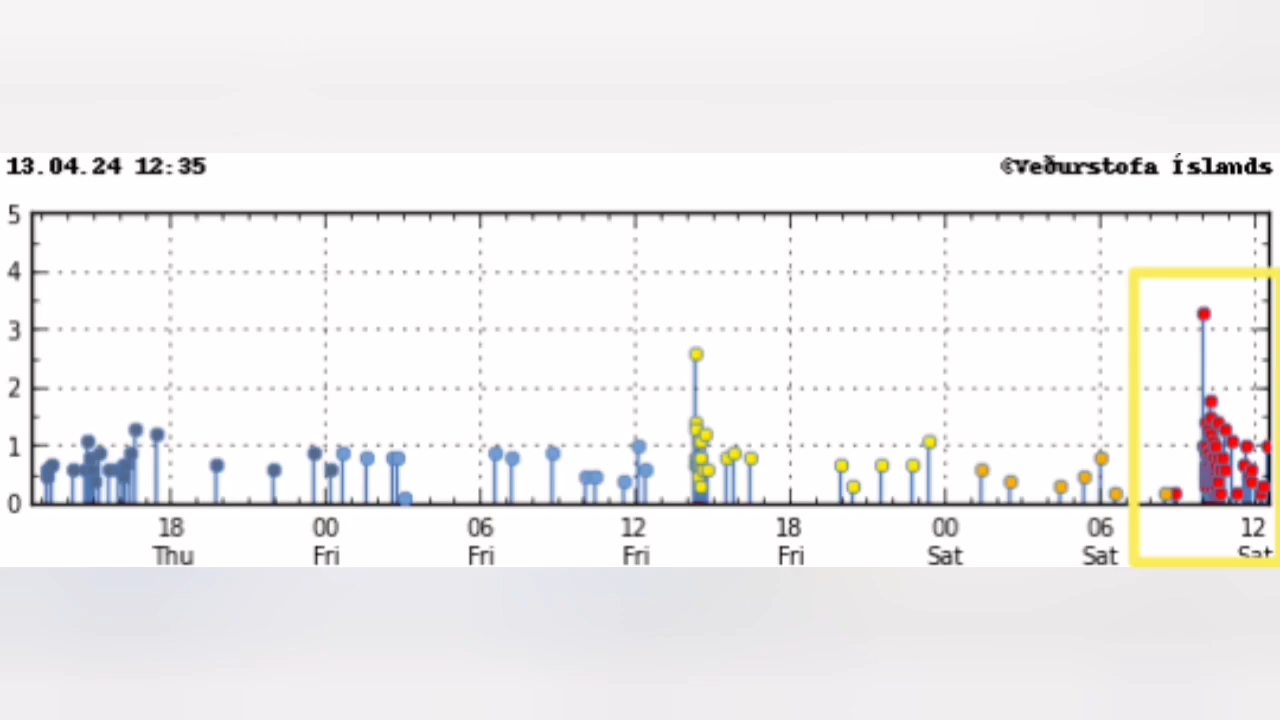 13.04.24 12:35 ©Veðurstofa Íslands
5
4
3
2
1
0
18 00 06 12 18 00 06 12
Thu Fri Fri Fri Fri Sat Sat Sat